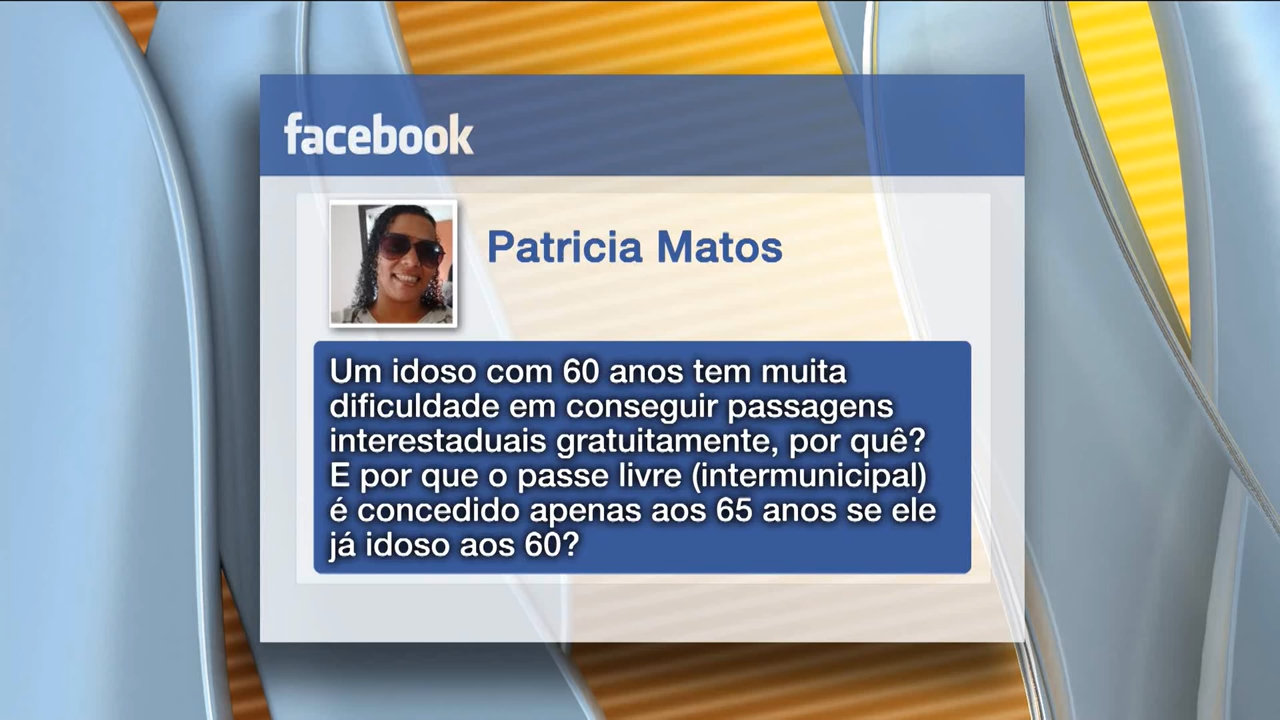 facebook
Patricia Matos
Um idoso com 60 anos tem muita
dificuldade em conseguir passagens
interestaduais gratuitamente, por quê?
E por que o passe livre (intermunicipal)
é concedido apenas aos 65 anos se ele
já idoso aos 60?